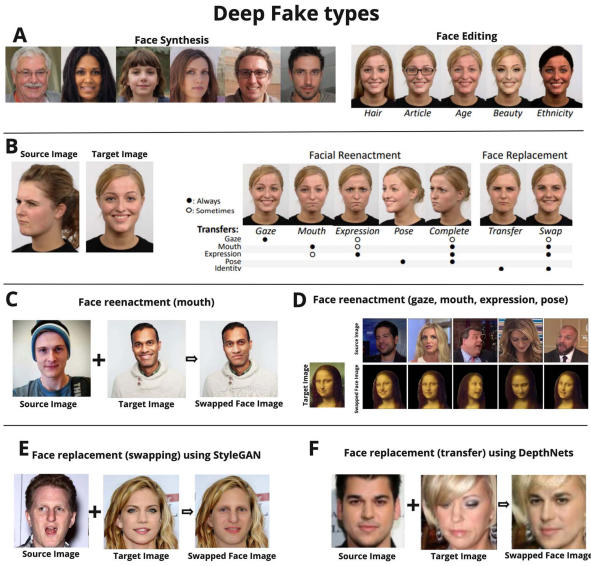 Deep Fake types
A
Face Synthesis
Face Editing
Hair Article Age Beauty Ethnicity
B
Source Image Target Image
Facial Reenactment Face Replacement
●: Always
○: Sometimes
Transfers: Gaze Mouth Expression Pose Complete Transfer Swap
Gaze
Mouth
Expression
Pose
Identity
C
Face reenactment (mouth)
Source Image
Target Image
Swapped Face Image
D
Face reenactment (gaze, mouth, expression, pose)
Source Image
Target Image
Swapped Face Image
E
Face replacement (swapping) using StyleGAN
Source Image
Target Image
Swapped Face Image
F
Face replacement (transfer) using DepthNets
Source Image
Target Image
Swapped Face Image